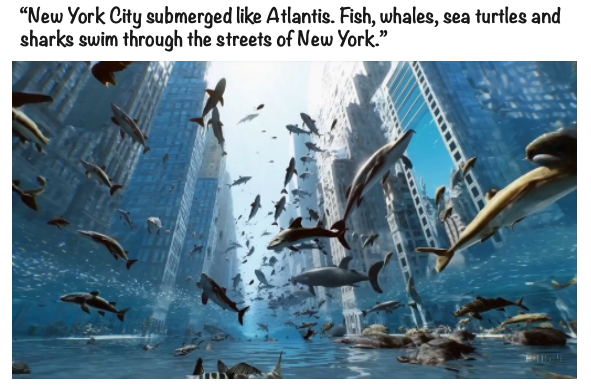 “New York City submerged like Atlantis. Fish, whales, sea turtles and
sharks swim through the streets of New York.”